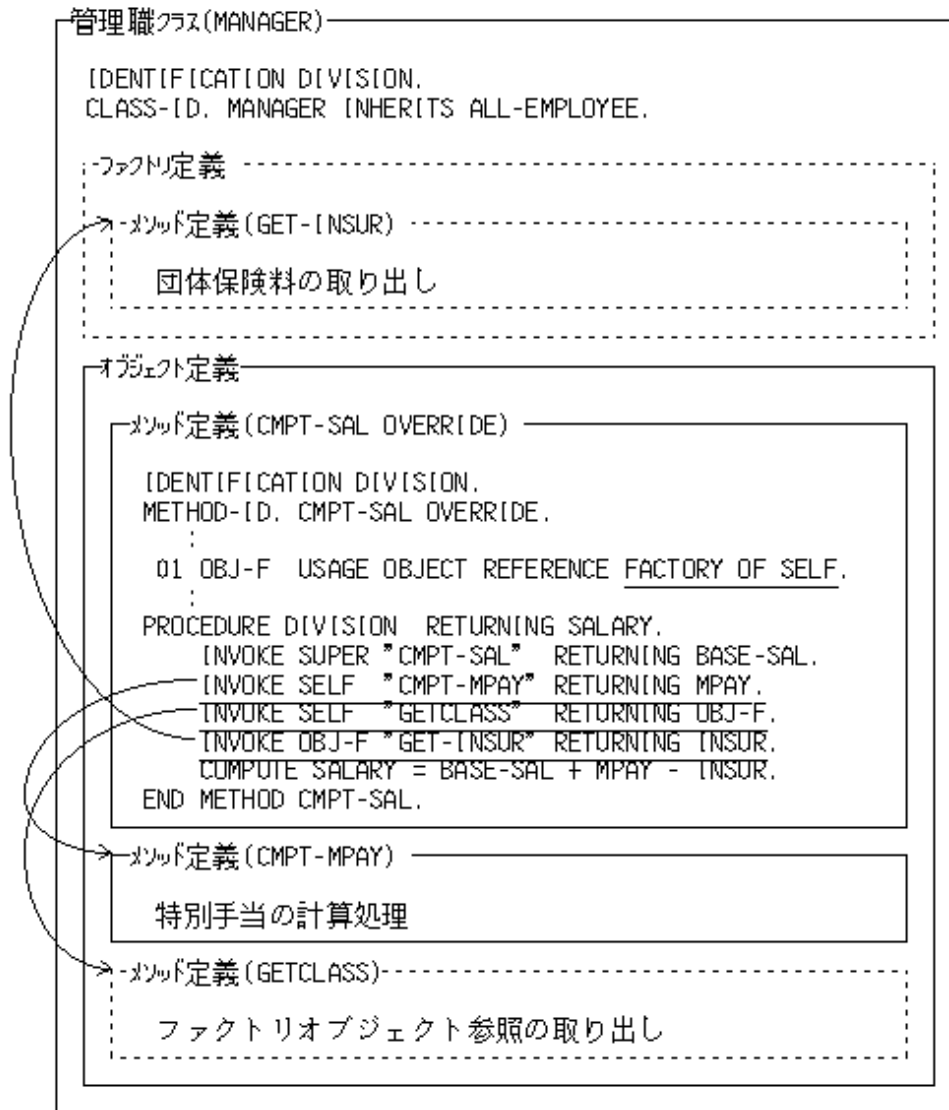 管理職クラス(MANAGER)
IDENTIFICATION DIVISION.
CLASS-ID. MANAGER INHERITS ALL-EMPLOYEE.
ファクトリ定義
メソッド定義(GET-INSUR)
団体保険料の取り出し
オブジェクト定義
メソッド定義(CMPT-SAL OVERRIDE)
IDENTIFICATION DIVISION.
METHOD-ID. CMPT-SAL OVERRIDE.
:
01 OBJ-F USAGE OBJECT REFERENCE FACTORY OF SELF.
:
PROCEDURE DIVISION RETURNING SALARY.
INVOKE SUPER "CMPT-SAL" RETURNING BASE-SAL.
INVOKE SELF "CMPT-MPAY" RETURNING MPAY.
INVOKE SELF "GETCLASS" RETURNING OBJ-F.
INVOKE OBJ-F "GET-INSUR" RETURNING INSUR.
COMPUTE SALARY = BASE-SAL + MPAY - INSUR.
END METHOD CMPT-SAL.
メソッド定義(CMPT-MPAY)
特別手当の計算処理
メソッド定義(GETCLASS)
ファクトリオブジェクト参照の取り出し